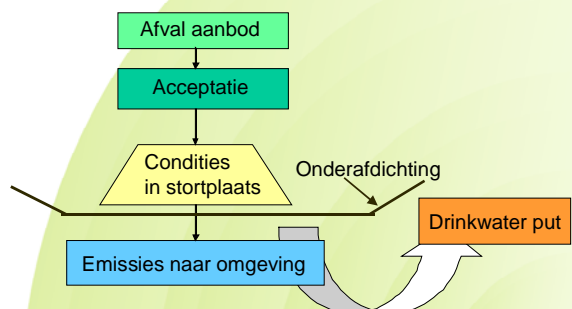 Afval aanbod
Acceptatie
Condities
in stortplaats
Onderafdichting
Drinkwater put
Emissies naar omgeving